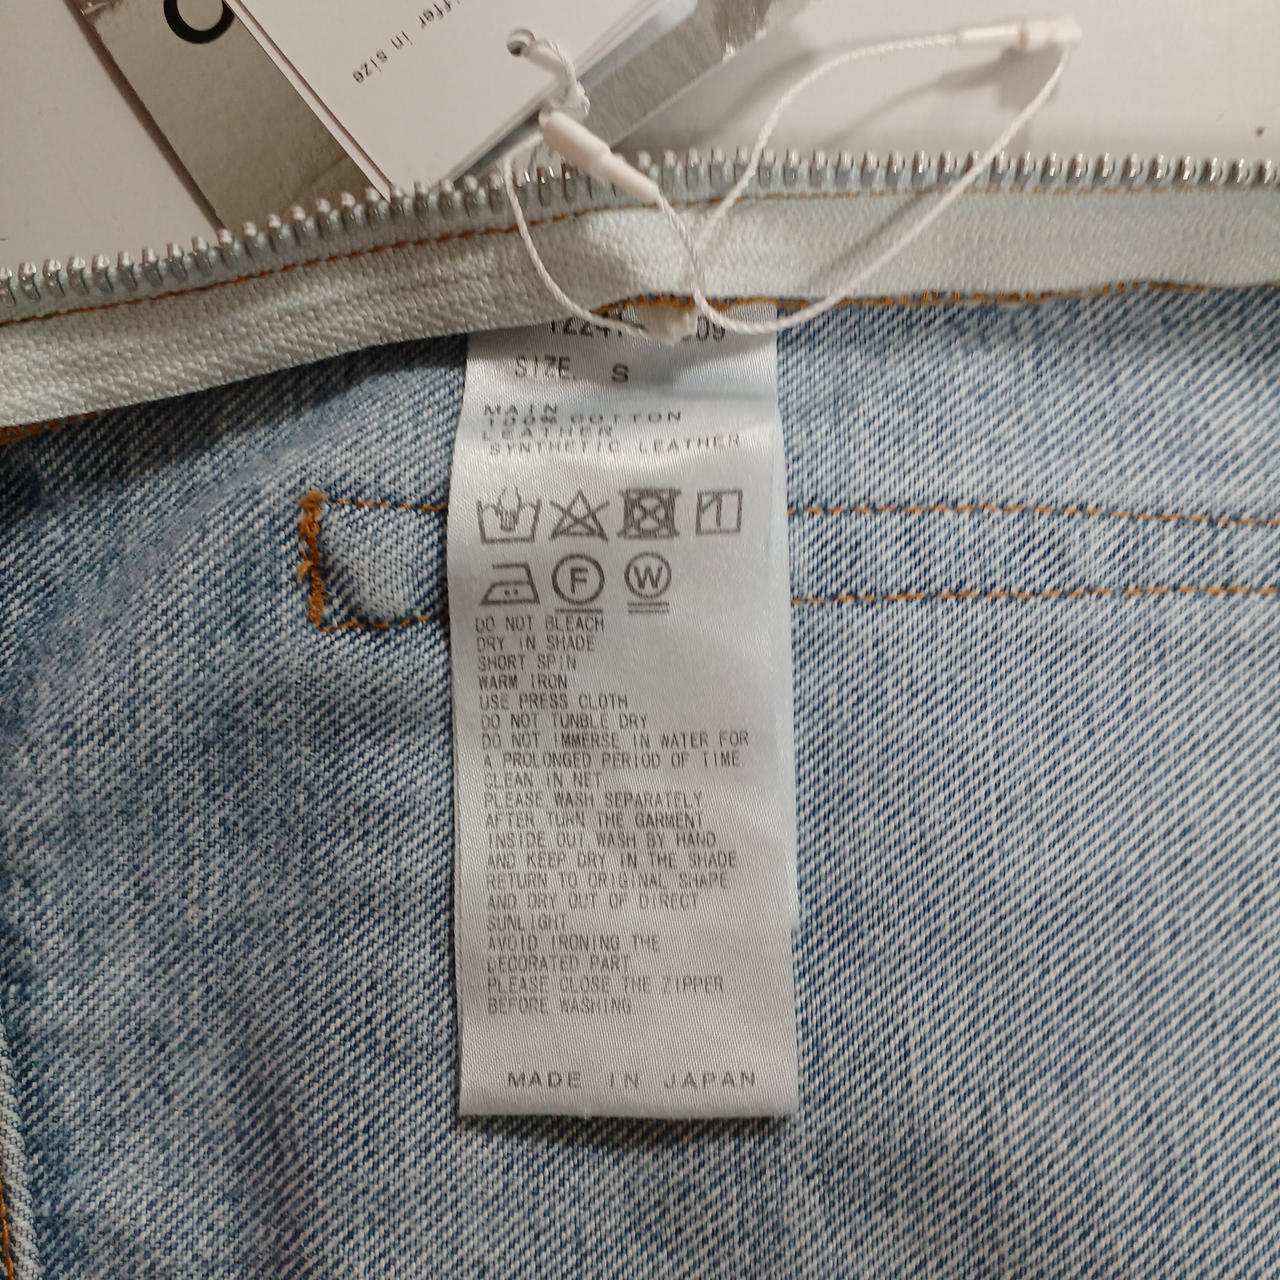 iffer in size
SIZE S
MAIN
100% COTTON
LEATHER
SYNTHETIC LEATHER
F W
DO NOT BLEACH
DRY IN SHADE
SHORT SPIN
WARM IRON
USE PRESS CLOTH
DO NOT TUNBLE DRY
DO NOT IMMERSE IN WATER FOR
A PROLONGED PERIOD OF TIME.
CLEAN IN NET
PLEASE WASH SEPARATELY
AFTER TURN THE GARMENT
INSIDE OUT WASH BY HAND
AND KEEP DRY IN THE SHADE
RETURN TO ORIGINAL SHAPE
AND DRY OUT OF DIRECT
SUNLIGHT
AVOID IRONING THE
DECORATED PART
PLEASE CLOSE THE ZIPPER
BEFORE WASHING
MADE IN JAPAN